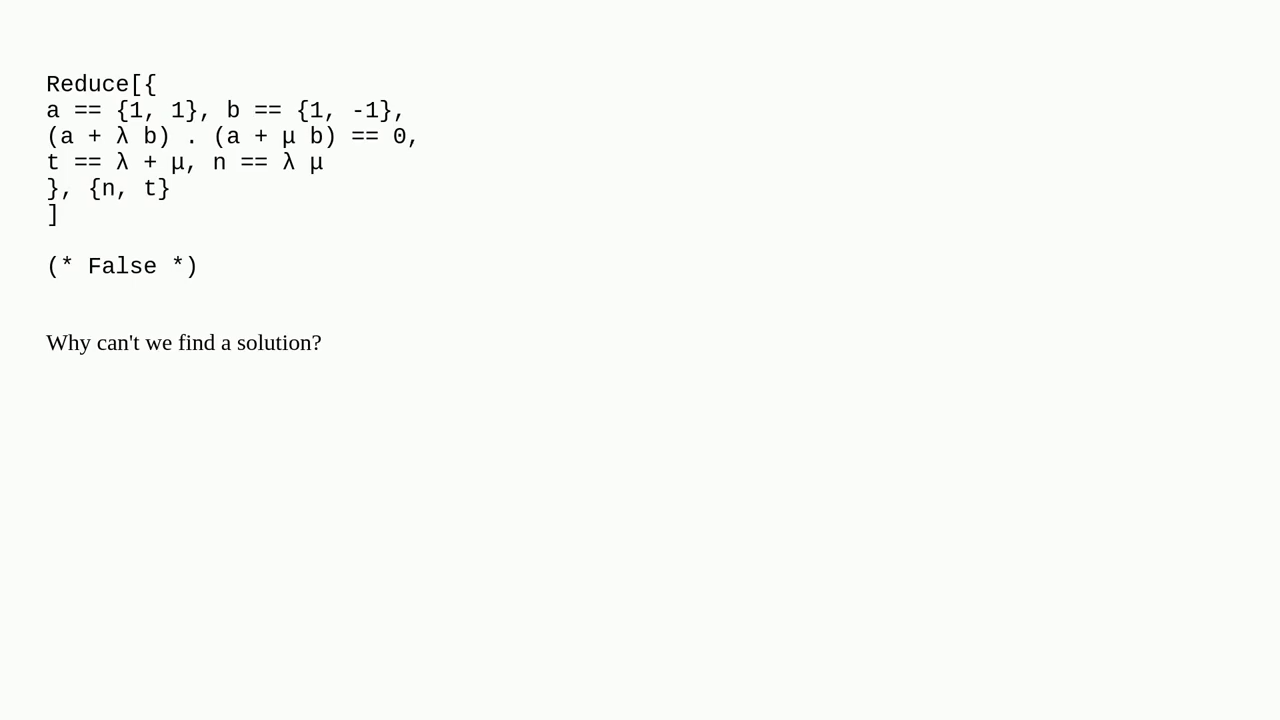 Reduce[{
a == {1, 1}, b == {1, -1},
(a + λ b) . (a + μ b) == 0,
t == λ + μ, n == λ μ
}, {n, t}
]
(* False *)
Why can't we find a solution?